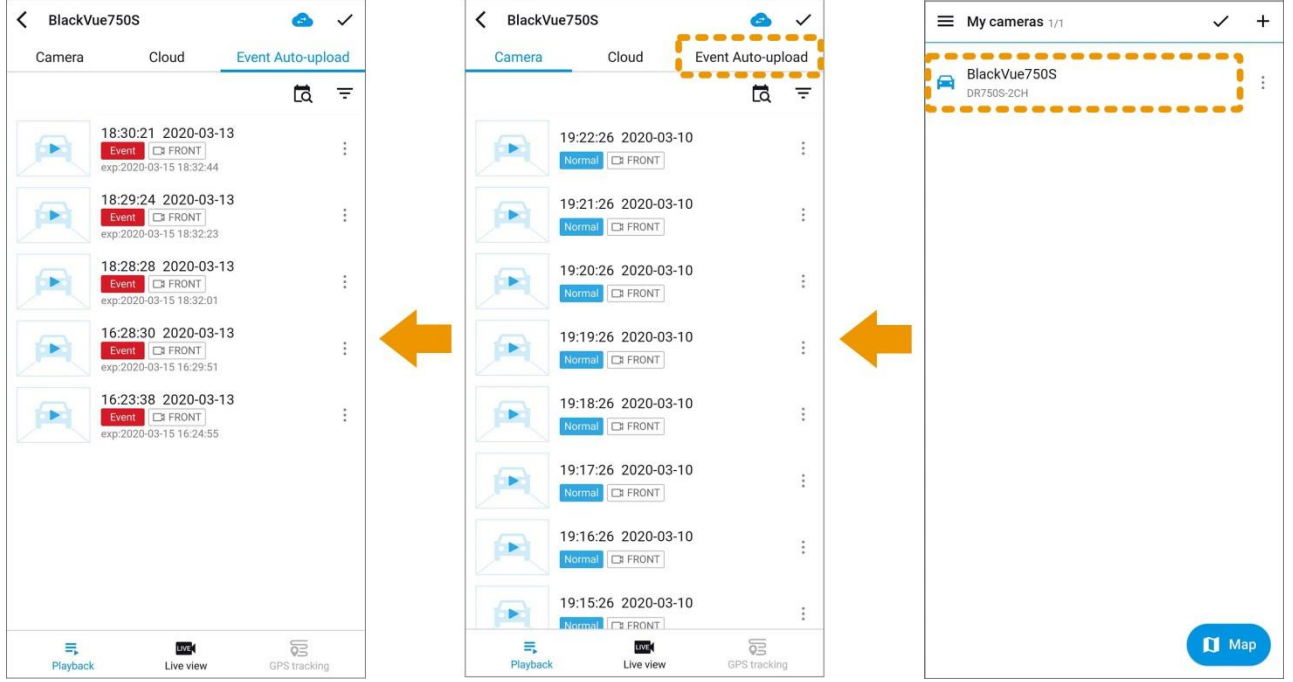 BlackVue750S
Camera Cloud Event Auto-upload
18:30:21 2020-03-13
Event FRONT
exp:2020-03-15 18:32:44
18:29:24 2020-03-13
Event FRONT
exp:2020-03-15 18:32:23
18:28:28 2020-03-13
Event FRONT
exp:2020-03-15 18:32:01
16:28:30 2020-03-13
Event FRONT
exp:2020-03-15 16:29:51
16:23:38 2020-03-13
Event FRONT
exp:2020-03-15 16:24:55
LIVE
Playback Live view GPS tracking
BlackVue750S
Camera Cloud Event Auto-upload
19:22:26 2020-03-10
Normal FRONT
19:21:26 2020-03-10
Normal FRONT
19:20:26 2020-03-10
Normal FRONT
19:19:26 2020-03-10
Normal FRONT
19:18:26 2020-03-10
Normal FRONT
19:17:26 2020-03-10
Normal FRONT
19:16:26 2020-03-10
Normal FRONT
19:15:26 2020-03-10
Normal FRONT
LIVE
Playback Live view GPS tracking
My cameras 1/1
BlackVue750S
DR750S-2CH
Map